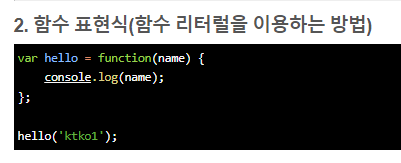 2. 함수 표현식(함수 리터럴을 이용하는 방법)
var hello = function(name) {
    console.log(name);
};
hello('ktko1');